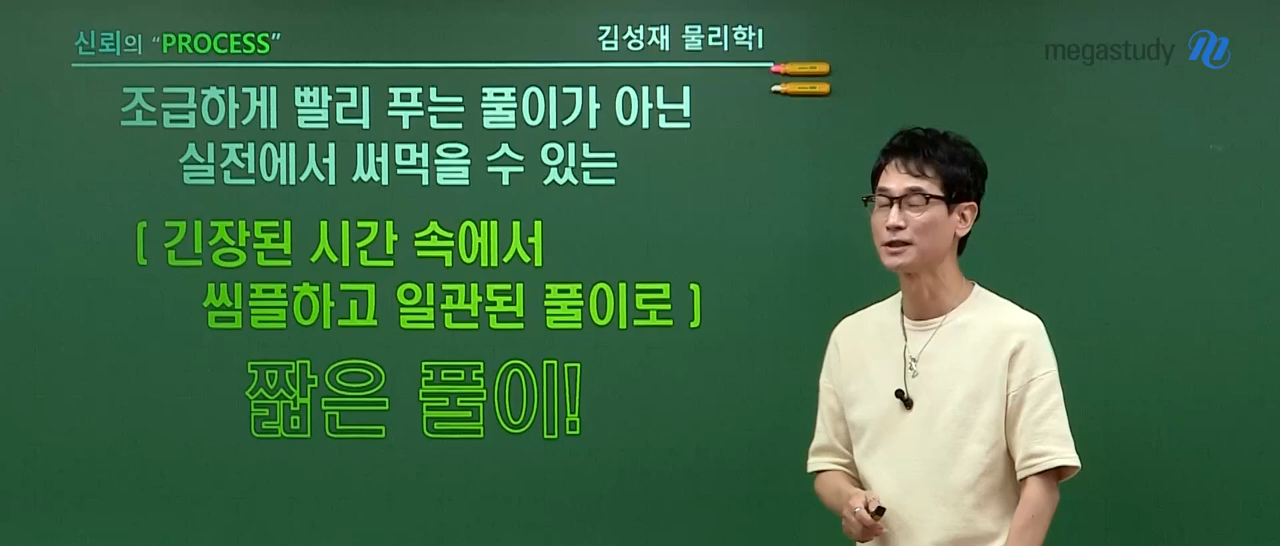 신뢰의 “PROCESS”
김성재 물리학I
megastudy
조급하게 빨리 푸는 풀이가 아닌
실전에서 써먹을 수 있는
( 긴장된 시간 속에서
씸플하고 일관된 풀이로 )
짧은 풀이!